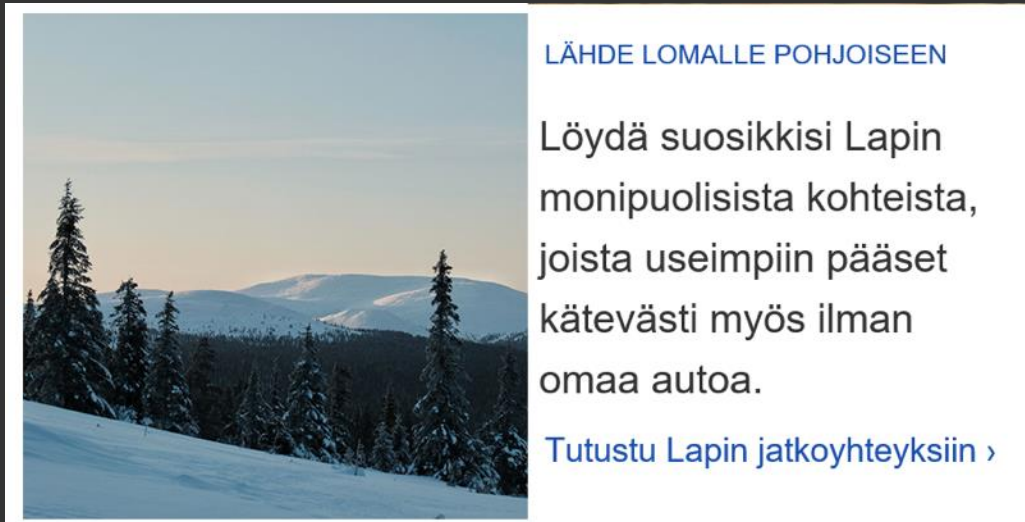 LÄHDE LOMALLE POHJOISEEN
Löydä suosikkisi Lapin
monipuolisista kohteista,
joista useimpiin pääset
kätevästi myös ilman
omaa autoa.
Tutustu Lapin jatkoyhteyksiin ›